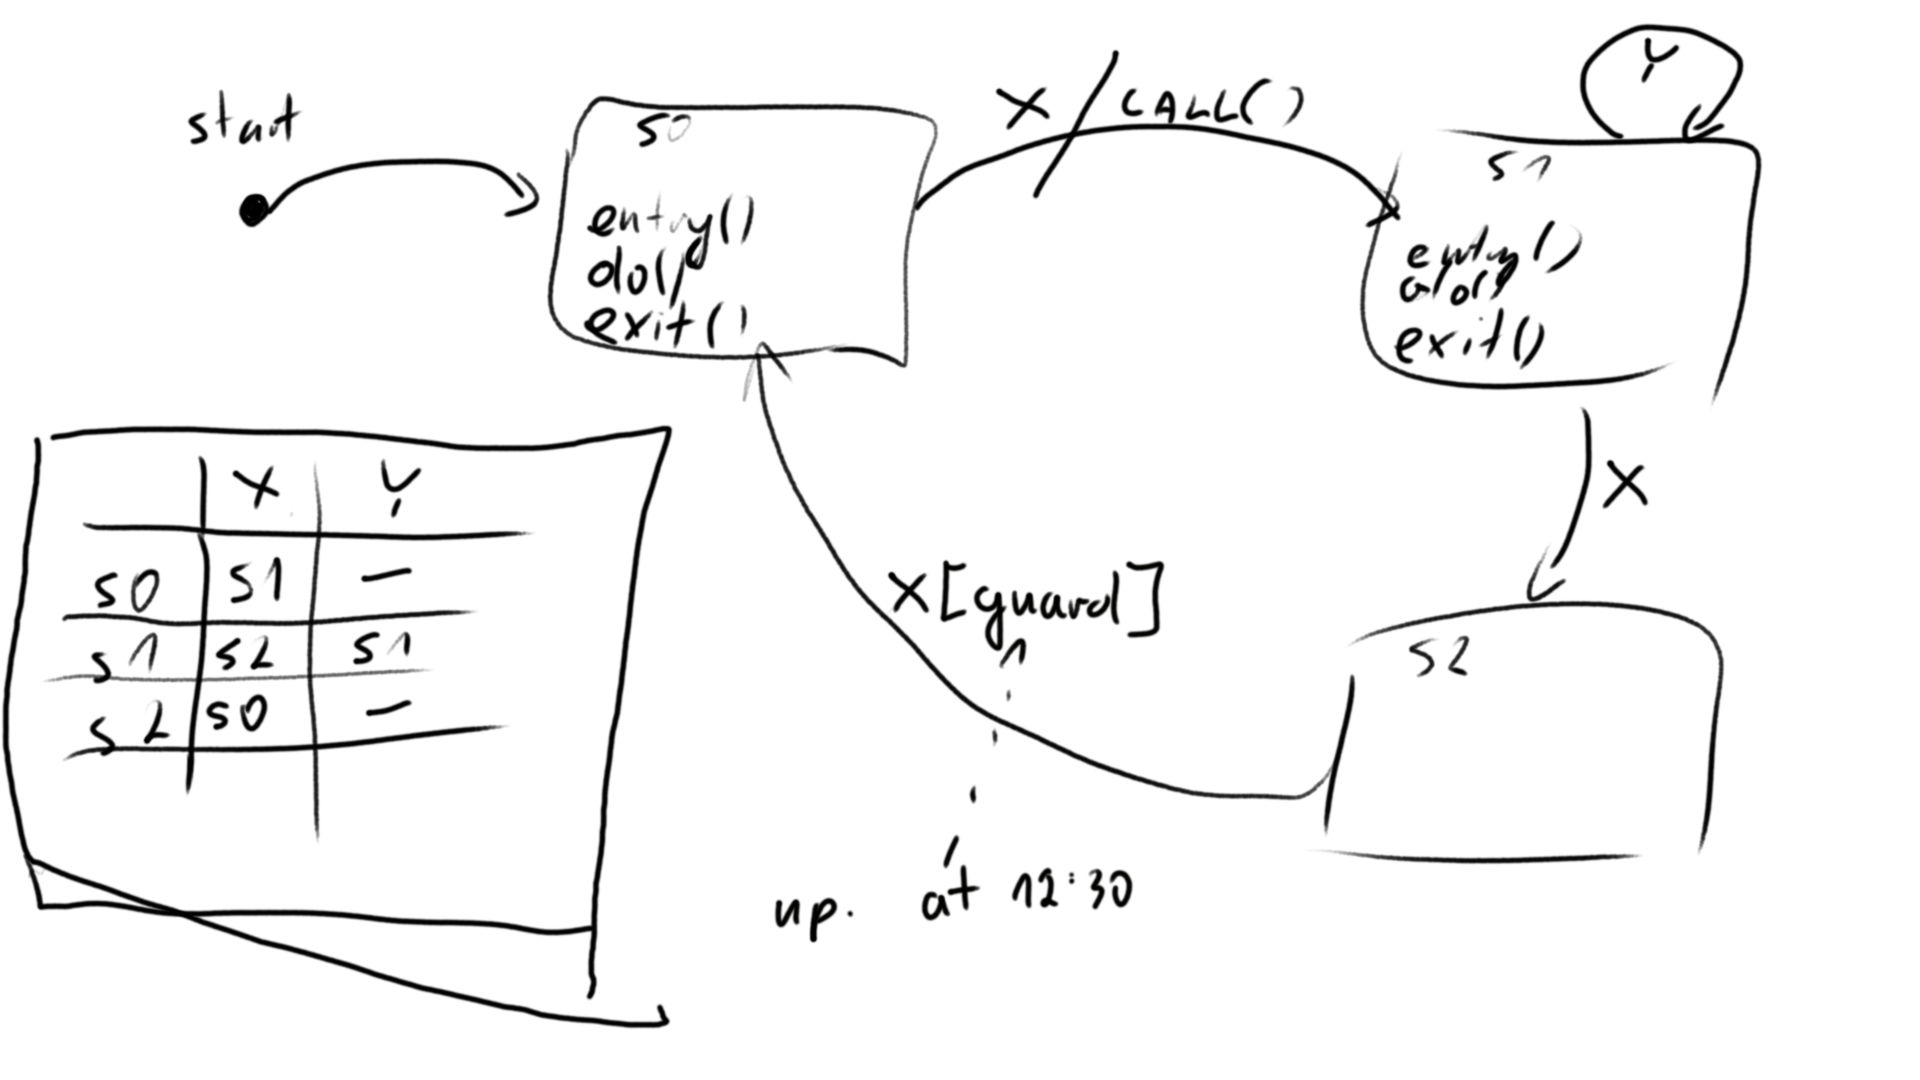 start
s0
entry()
do()
exit()
X / CALL()
Y
s1
entry()
do()
exit()
X
X Y
s0 s1 -
s1 s2 s1
s2 s0 -
X [guard]
s2
np. at 12:30